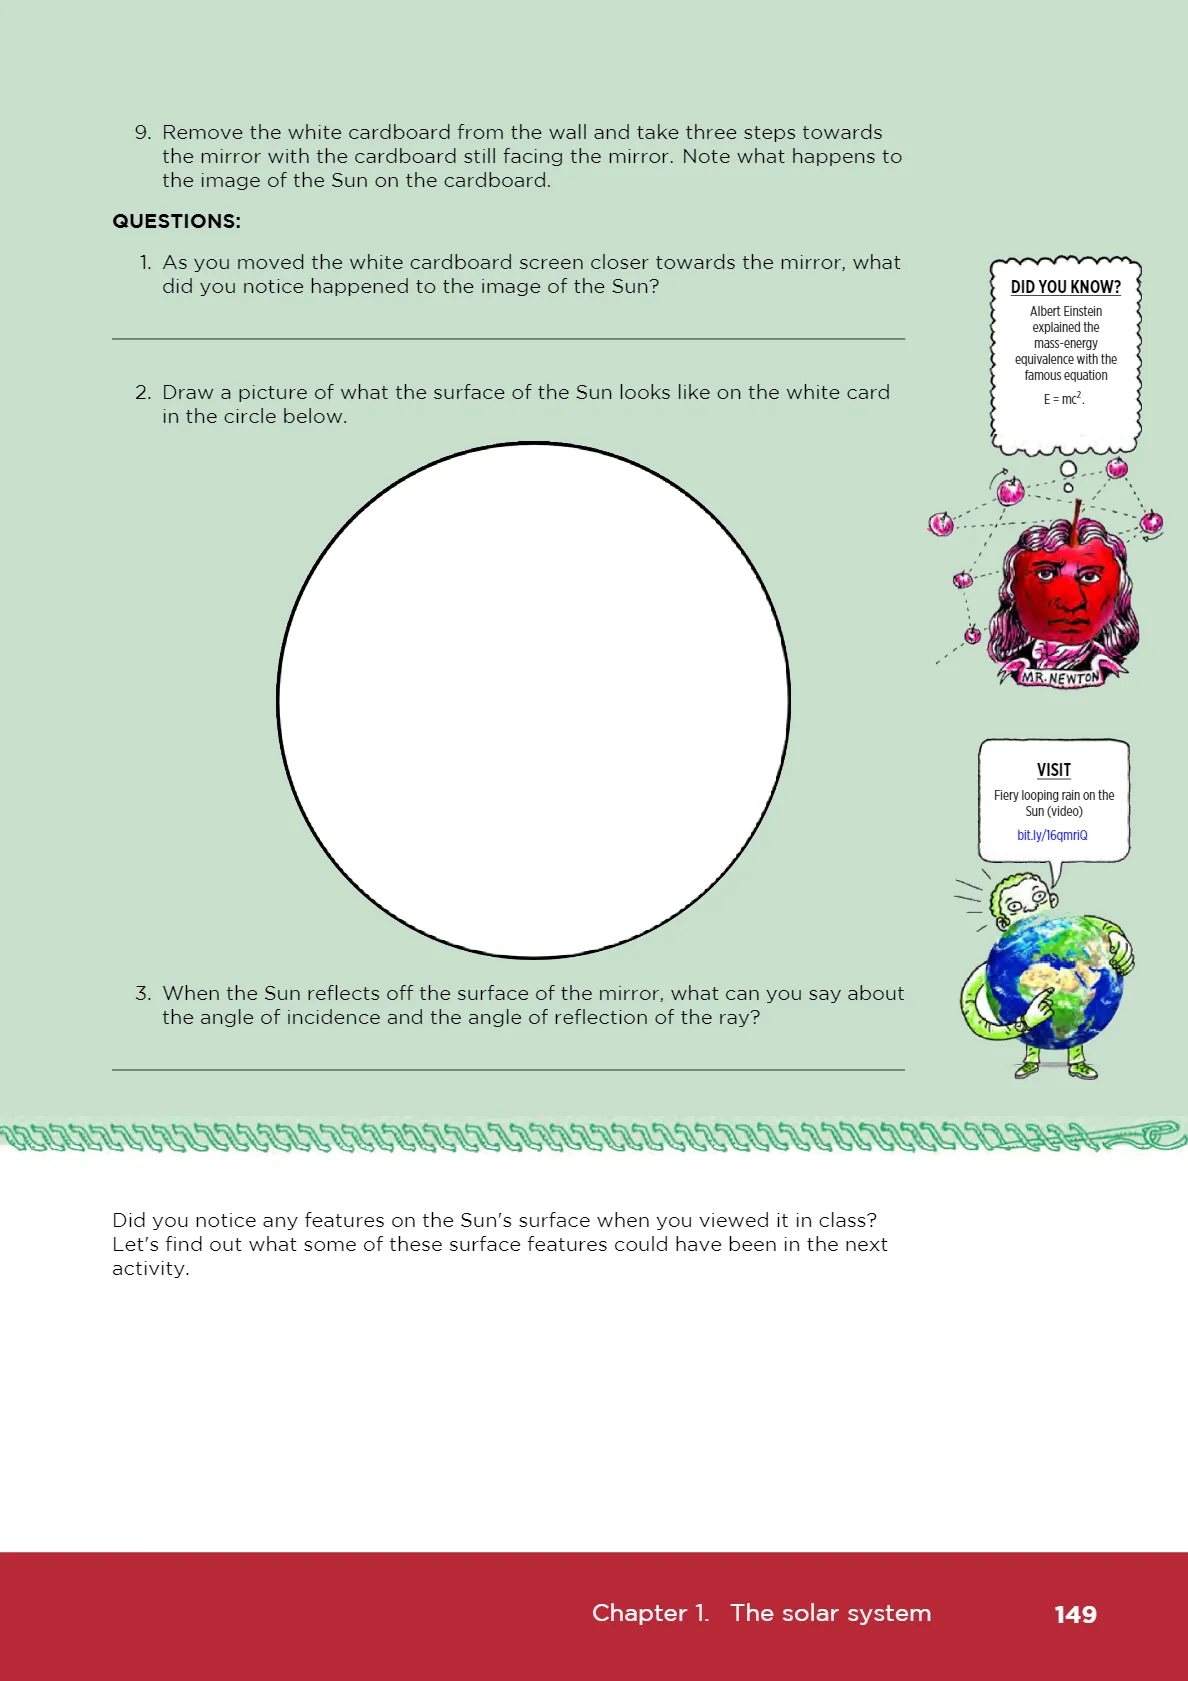 9. Remove the white cardboard from the wall and take three steps towards
the mirror with the cardboard still facing the mirror. Note what happens to
the image of the Sun on the cardboard.
QUESTIONS:
1. As you moved the white cardboard screen closer towards the mirror, what
did you notice happened to the image of the Sun?
2. Draw a picture of what the surface of the Sun looks like on the white card
in the circle below.
3. When the Sun reflects off the surface of the mirror, what can you say about
the angle of incidence and the angle of reflection of the ray?
DID YOU KNOW?
Albert Einstein
explained the
mass-energy
equivalence with the
famous equation
E = mc².
MR. NEWTON
VISIT
Fiery looping rain on the
Sun (video)
bit.ly/16qmriQ
Did you notice any features on the Sun's surface when you viewed it in class?
Let's find out what some of these surface features could have been in the next
activity.
Chapter 1. The solar system 149